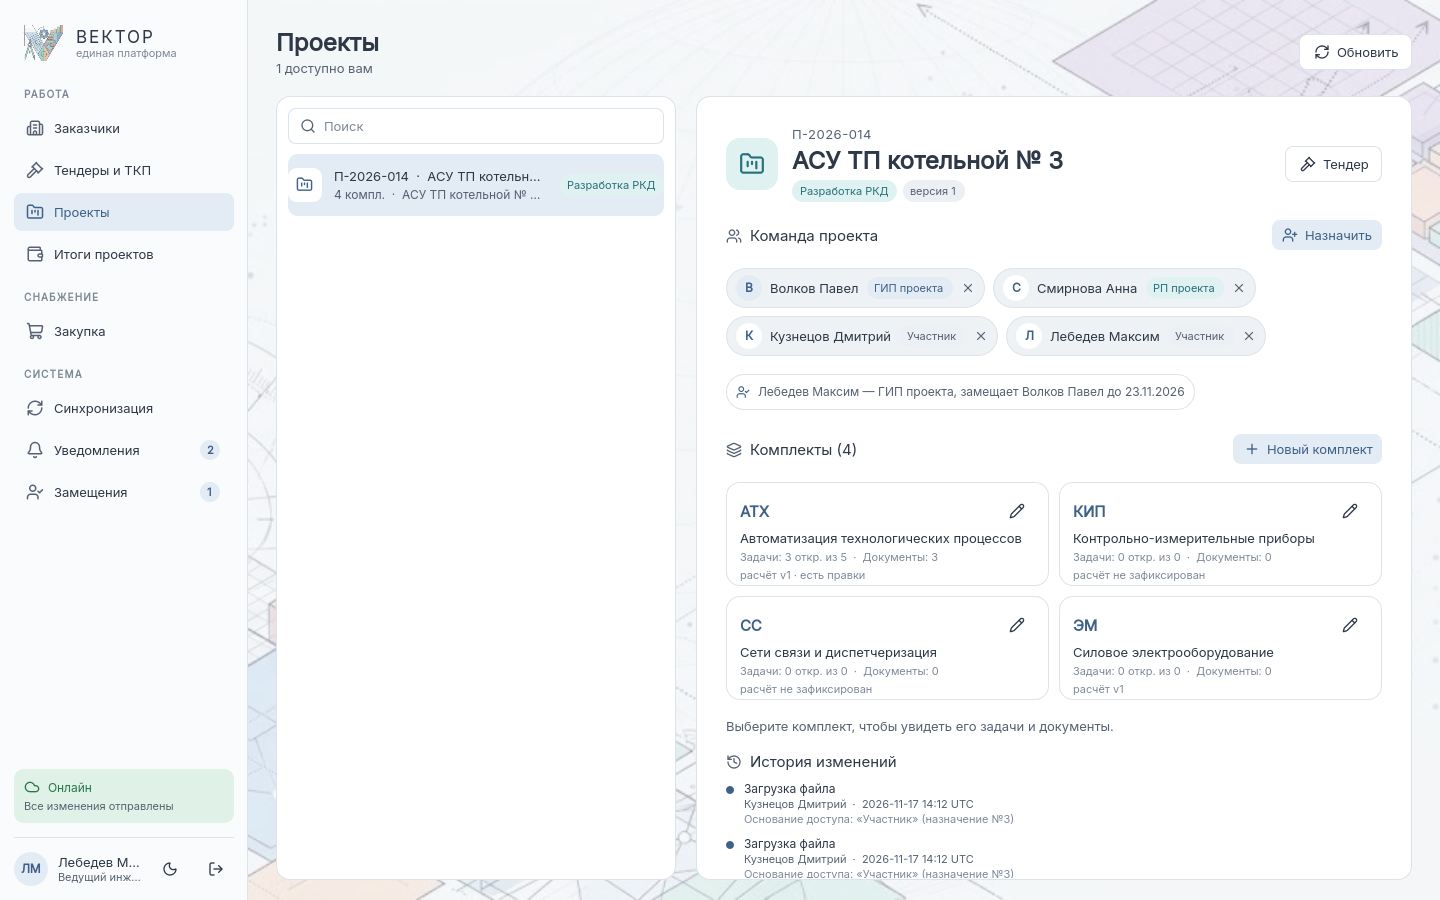 ВЕКТОР
единая платформа
РАБОТА
Заказчики
Тендеры и ТКП
Проекты
Итоги проектов
СНАБЖЕНИЕ
Закупка
СИСТЕМА
Синхронизация
Уведомления 2
Замещения 1
Онлайн
Все изменения отправлены
ЛМ
Лебедев М...
Ведущий инж...
Проекты
1 доступно вам
Обновить
Поиск
П-2026-014 · АСУ ТП котельн...
4 компл. · АСУ ТП котельной № ...
Разработка РКД
П-2026-014
АСУ ТП котельной № 3
Разработка РКД версия 1
Тендер
Команда проекта
Назначить
В Волков Павел ГИП проекта
С Смирнова Анна РП проекта
К Кузнецов Дмитрий Участник
Л Лебедев Максим Участник
Лебедев Максим — ГИП проекта, замещает Волков Павел до 23.11.2026
Комплекты (4)
Новый комплект
АТХ
Автоматизация технологических процессов
Задачи: 3 откр. из 5 · Документы: 3
расчёт v1 · есть правки
КИП
Контрольно-измерительные приборы
Задачи: 0 откр. из 0 · Документы: 0
расчёт не зафиксирован
СС
Сети связи и диспетчеризация
Задачи: 0 откр. из 0 · Документы: 0
расчёт не зафиксирован
ЭМ
Силовое электрооборудование
Задачи: 0 откр. из 0 · Документы: 0
расчёт v1
Выберите комплект, чтобы увидеть его задачи и документы.
История изменений
Загрузка файла
Кузнецов Дмитрий · 2026-11-17 14:12 UTC
Основание доступа: «Участник» (назначение №3)
Загрузка файла
Кузнецов Дмитрий · 2026-11-17 14:12 UTC
Основание доступа: «Участник» (назначение №3)